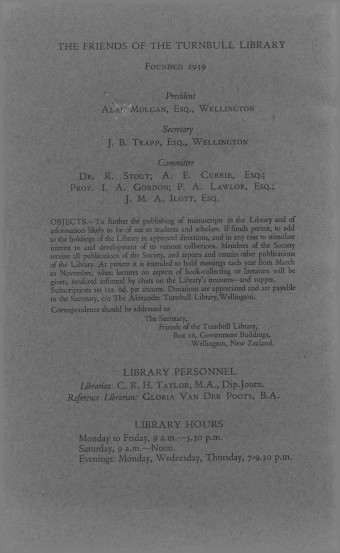 THE FRIENDS OF THE TURNBULL LIBRARY
FOUNDED 1939
President
ALAN MULGAN, ESQ., WELLINGTON
Secretary
J. B. TRAPP, ESQ., WELLINGTON
Committee
DR. R. STOUT; A. E. CURRIE, ESQ.;
PROF. I. A. GORDON; P. A. LAWLOR, ESQ.;
J. M. A. ILOTT, ESQ.
OBJECTS.—To further the publishing of manuscripts in the Library and of
information likely to be of use to students and scholars. If funds permit, to add
to the holdings of the Library in approved directions, and in any case to stimulate
interest in and development of its various collections. Members of the Society
receive all publications of the Society, and reports and certain other publications
of the Library. At present it is intended to hold meetings each year from March
to November, when lectures on aspects of book-collecting or literature will be
given, rendered informal by chats on the Library's treasures—and supper.
Subscriptions are 10s. 6d. per annum. Donations are appreciated and are payable
to the Secretary, c/o The Alexander Turnbull Library, Wellington.
Correspondence should be addressed to
The Secretary,
Friends of the Turnbull Library,
Box 16, Government Buildings,
Wellington, New Zealand.
LIBRARY PERSONNEL
Librarian: C. R. H. TAYLOR, M.A., Dip.Journ.
Reference Librarian: GLORIA VAN DER POOTS, B.A.
LIBRARY HOURS
Monday to Friday, 9 a.m.—5.30 p.m.
Saturday, 9 a.m.—Noon.
Evenings: Monday, Wednesday, Thursday, 7-9.30 p.m.